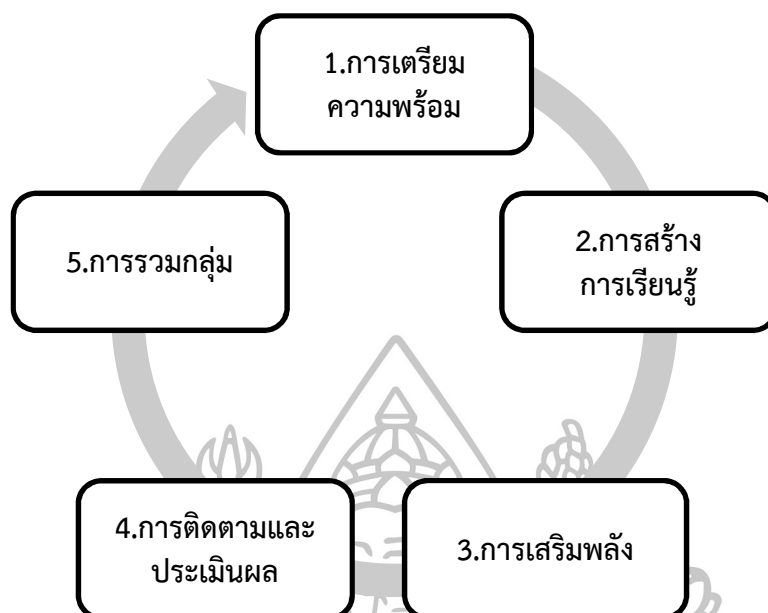 1.การเตรียม
ความพร้อม
2.การสร้าง
การเรียนรู้
3.การเสริมพลัง
4.การติดตามและ
ประเมินผล
5.การรวมกลุ่ม